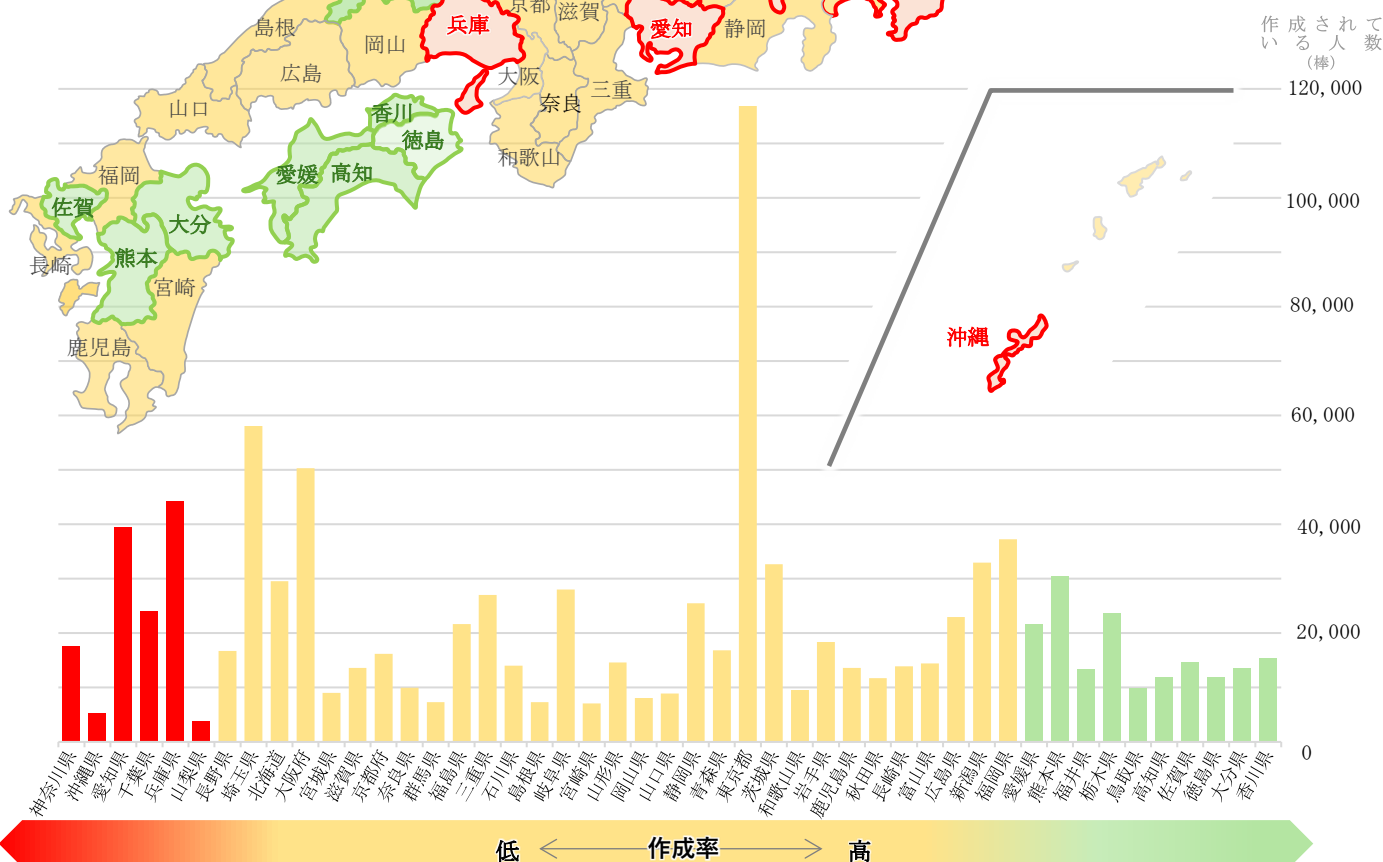 京都
滋賀
島根
兵庫
愛知
静岡
作成されて
いる人数
（棒）
岡山
広島
大阪
三重
120,000
山口
奈良
香川
徳島
和歌山
福岡
愛媛
高知
100,000
佐賀
大分
熊本
長崎
宮崎
80,000
沖縄
鹿児島
60,000
40,000
20,000
0
神奈川県
沖縄県
愛知県
千葉県
兵庫県
山梨県
長野県
埼玉県
北海道
大阪府
宮城県
滋賀県
京都府
奈良県
群馬県
福島県
三重県
石川県
島根県
岐阜県
宮崎県
山形県
岡山県
山口県
静岡県
青森県
東京都
茨城県
和歌山県
岩手県
鹿児島県
秋田県
長崎県
富山県
広島県
新潟県
福岡県
愛媛県
熊本県
福井県
栃木県
鳥取県
高知県
佐賀県
徳島県
大分県
香川県
低
作成率
高